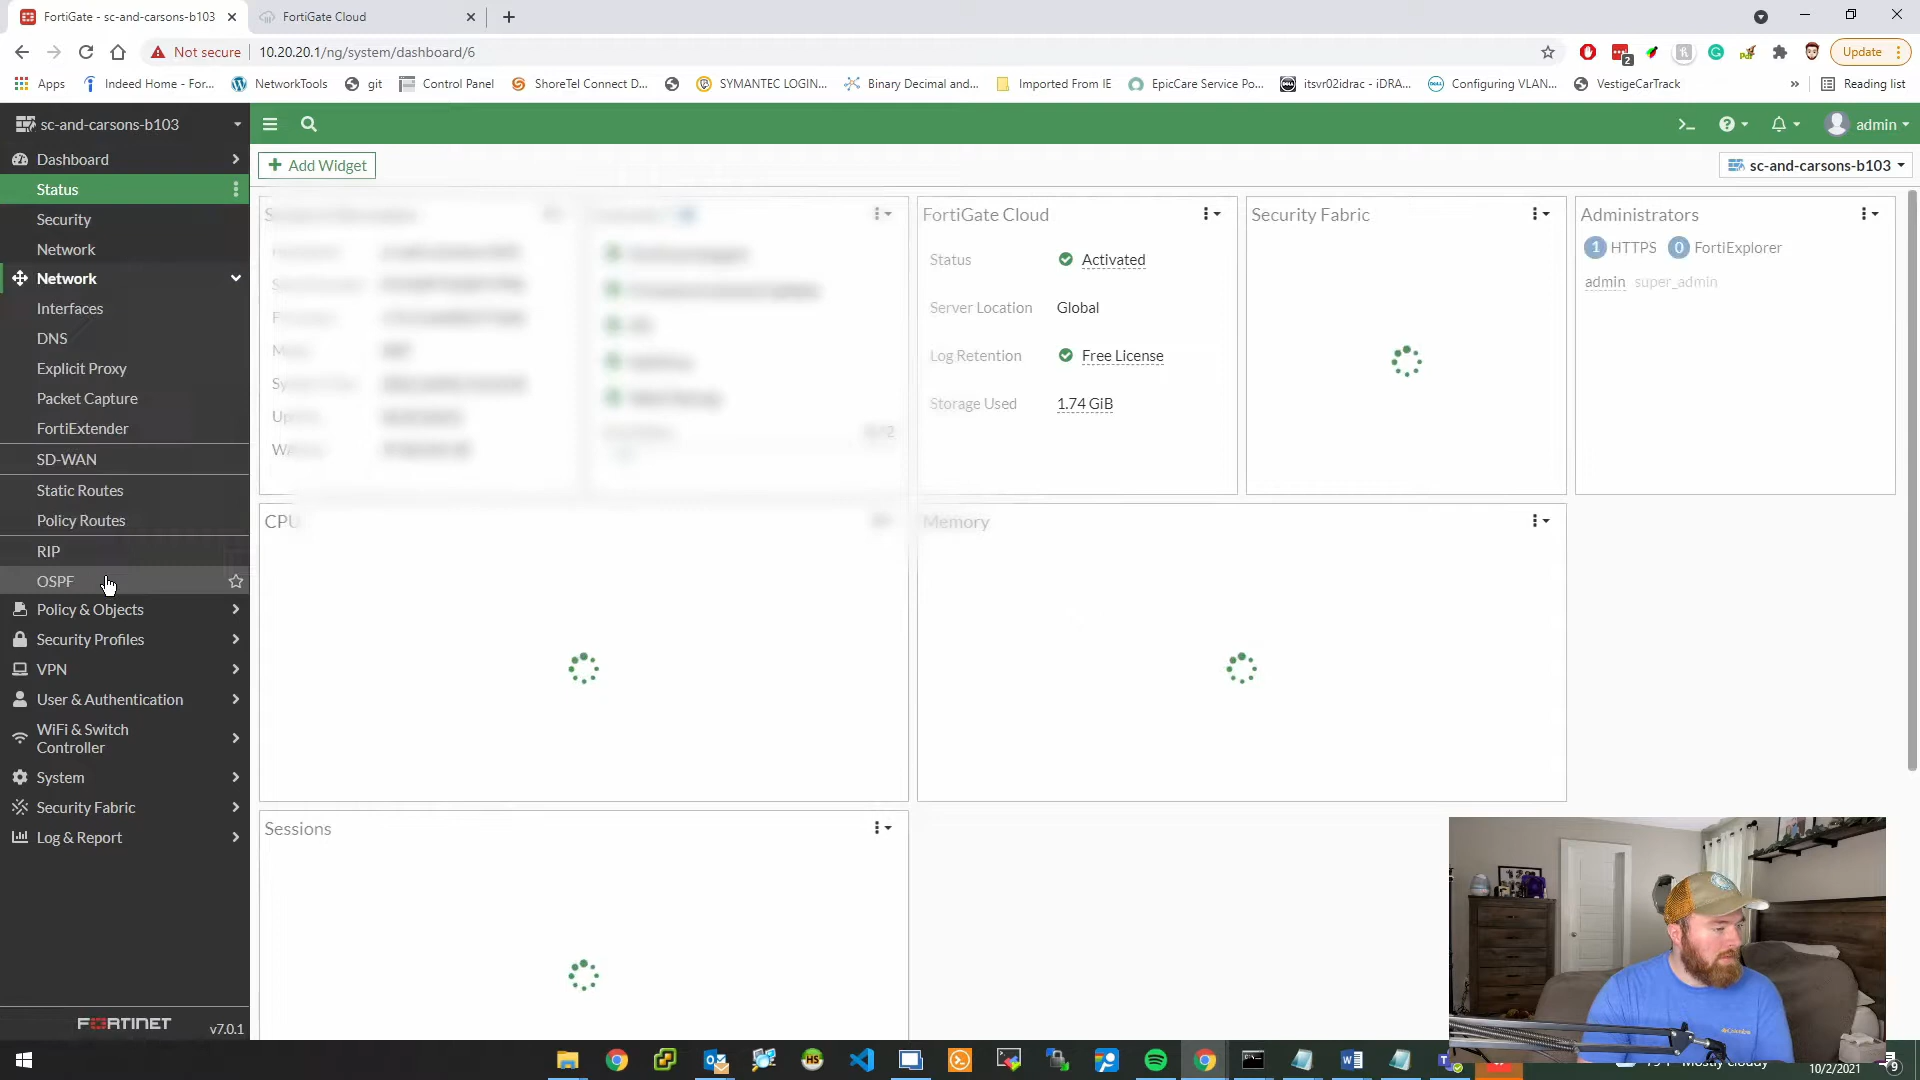 FortiGate - sc-and-carsons-b103
FortiGate Cloud
Not secure
10.20.20.1/ng/system/dashboard/6
2
Update
Apps
Indeed Home - For...
NetworkTools
git
Control Panel
ShoreTel Connect D...
SYMANTEC LOGIN...
Binary Decimal and...
Imported From IE
EpicCare Service Po...
itsvr02idrac - iDRA...
Configuring VLAN...
VestigeCarTrack
»
Reading list
sc-and-carsons-b103
admin
Dashboard
Status
Security
Network
Network
Interfaces
DNS
Explicit Proxy
Packet Capture
FortiExtender
SD-WAN
Static Routes
Policy Routes
RIP
OSPF
Policy & Objects
Security Profiles
VPN
User & Authentication
WiFi & Switch
Controller
System
Security Fabric
Log & Report
FORTINET
v7.0.1
+ Add Widget
sc-and-carsons-b103
FortiGate Cloud
Status Activated
Server Location Global
Log Retention Free License
Storage Used 1.74 GiB
Security Fabric
Administrators
1 HTTPS 0 FortiExplorer
admin super_admin
CPU
Memory
Sessions
Mostly cloudy
10/2/2021
9